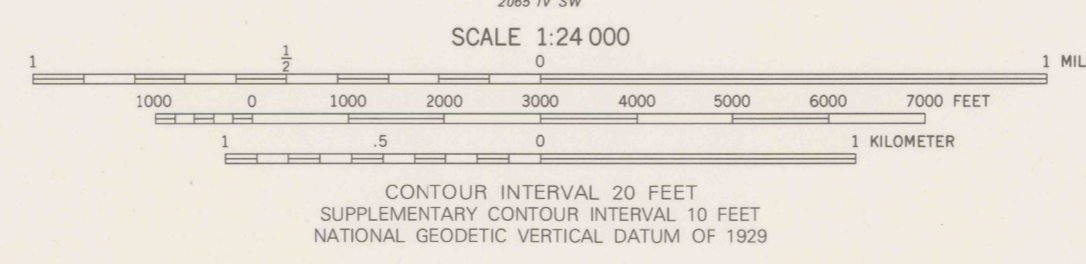 2065 IV SW
SCALE 1:24 000
1 1/2 0 1 MIL
1000 0 1000 2000 3000 4000 5000 6000 7000 FEET
1 .5 0 1 KILOMETER
CONTOUR INTERVAL 20 FEET
SUPPLEMENTARY CONTOUR INTERVAL 10 FEET
NATIONAL GEODETIC VERTICAL DATUM OF 1929